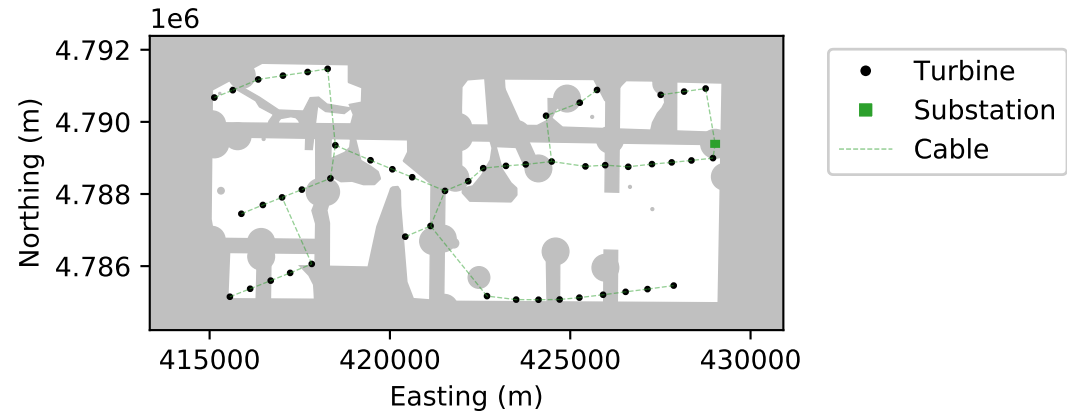 1e6
4.792
4.790
4.788
4.786
Northing (m)
415000 420000 425000 430000
Easting (m)
Turbine
Substation
Cable